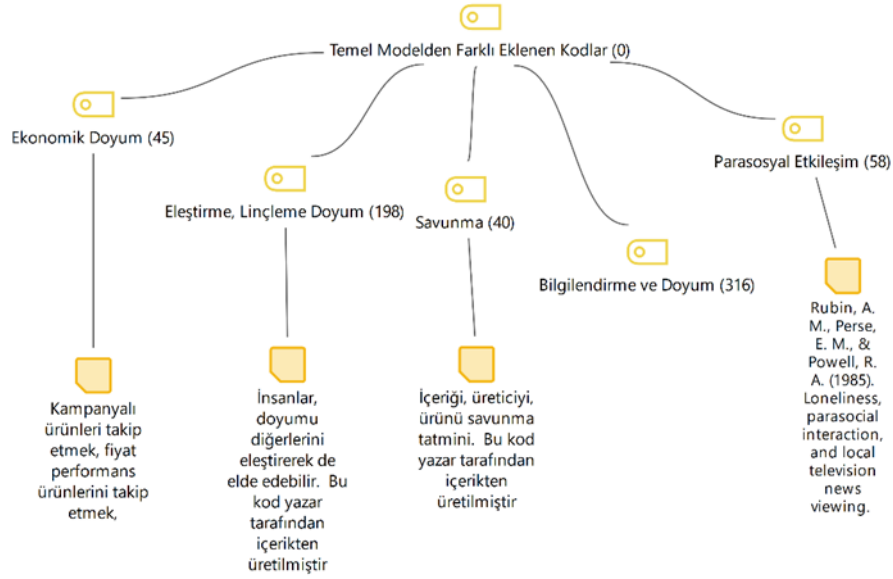 Temel Modelden Farklı Eklenen Kodlar (0)
Ekonomik Doyum (45)
Parasosyal Etkileşim (58)
Eleştirme, Linçleme Doyum (198)
Savunma (40)
Bilgilendirme ve Doyum (316)
Kampanyalı
ürünleri takip
etmek, fiyat
performans
ürünlerini takip
etmek,
İnsanlar,
doyumu
diğerlerini
eleştirerek de
elde edebilir.  Bu
kod yazar
tarafından
içerikten
üretilmiştir
İçeriği, üreticiyi,
ürünü savunma
tatmini.  Bu kod
yazar tarafından
içerikten
üretilmiştir
Rubin, A.
M., Perse,
E. M., &
Powell, R.
A. (1985).
Loneliness,
parasocial
interaction,
and local
television
news
viewing.